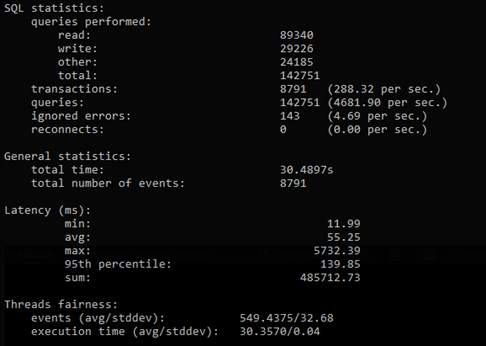 SQL statistics:
    queries performed:
        read:                            89340
        write:                           29226
        other:                           24185
        total:                           142751
    transactions:                        8791   (288.32 per sec.)
    queries:                             142751 (4681.90 per sec.)
    ignored errors:                      143    (4.69 per sec.)
    reconnects:                          0      (0.00 per sec.)

General statistics:
    total time:                          30.4897s
    total number of events:              8791

Latency (ms):
         min:                                   11.99
         avg:                                   55.25
         max:                                 5732.39
         95th percentile:                      139.85
         sum:                               485712.73

Threads fairness:
    events (avg/stddev):           549.4375/32.68
    execution time (avg/stddev):   30.3570/0.04